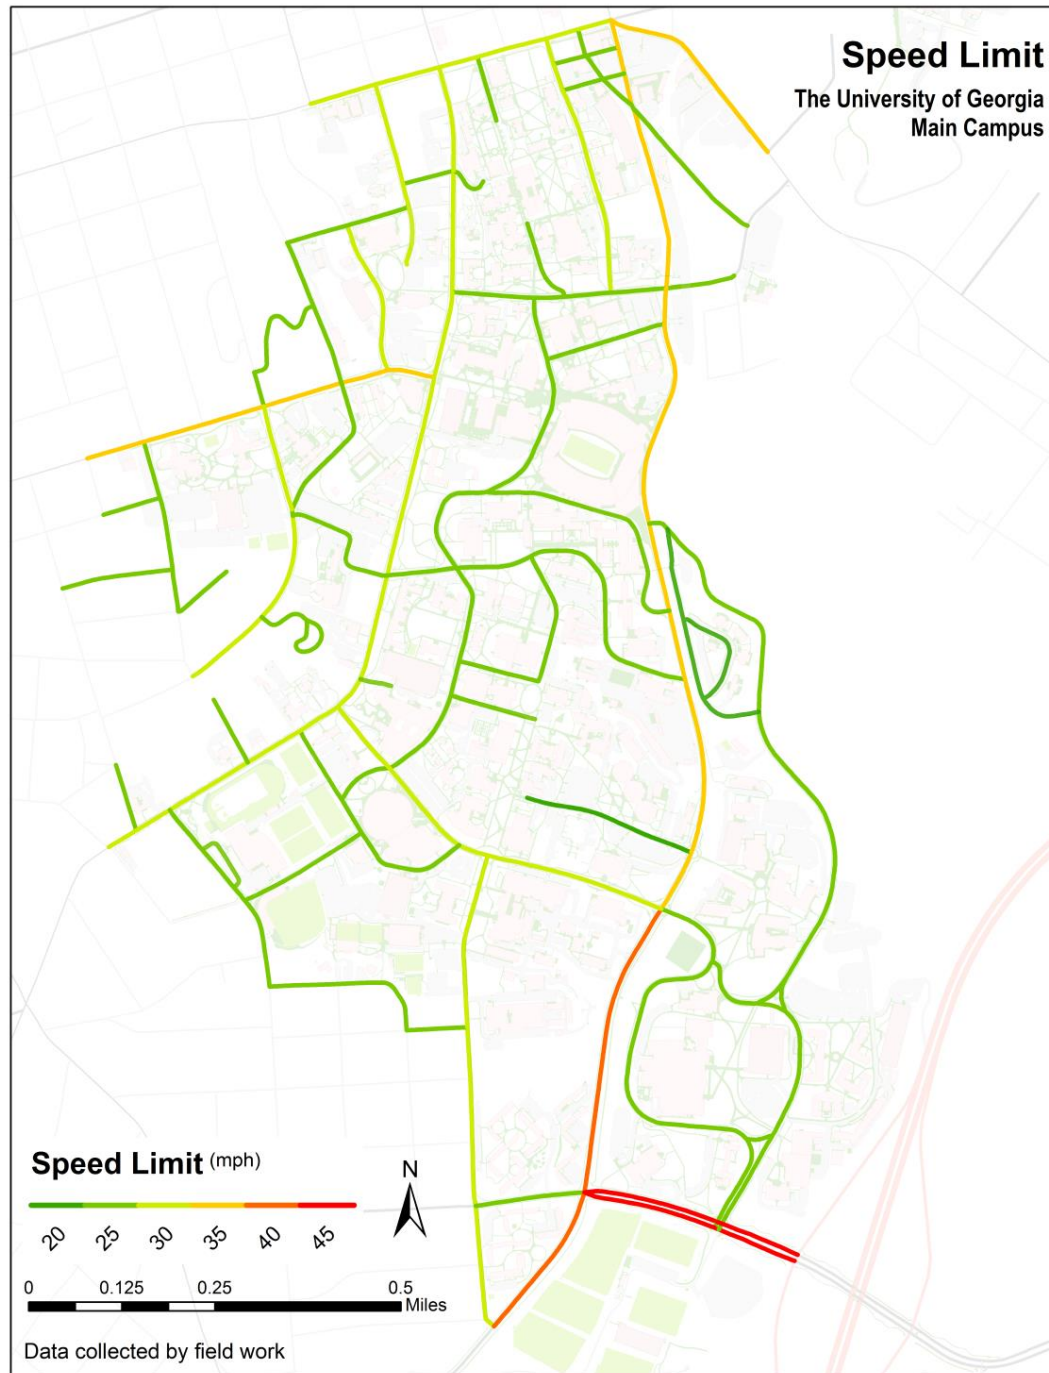 Speed Limit
The University of Georgia
Main Campus
Speed Limit (mph)
20 25 30 35 40 45
N
0 0.125 0.25 0.5
Miles
Data collected by field work